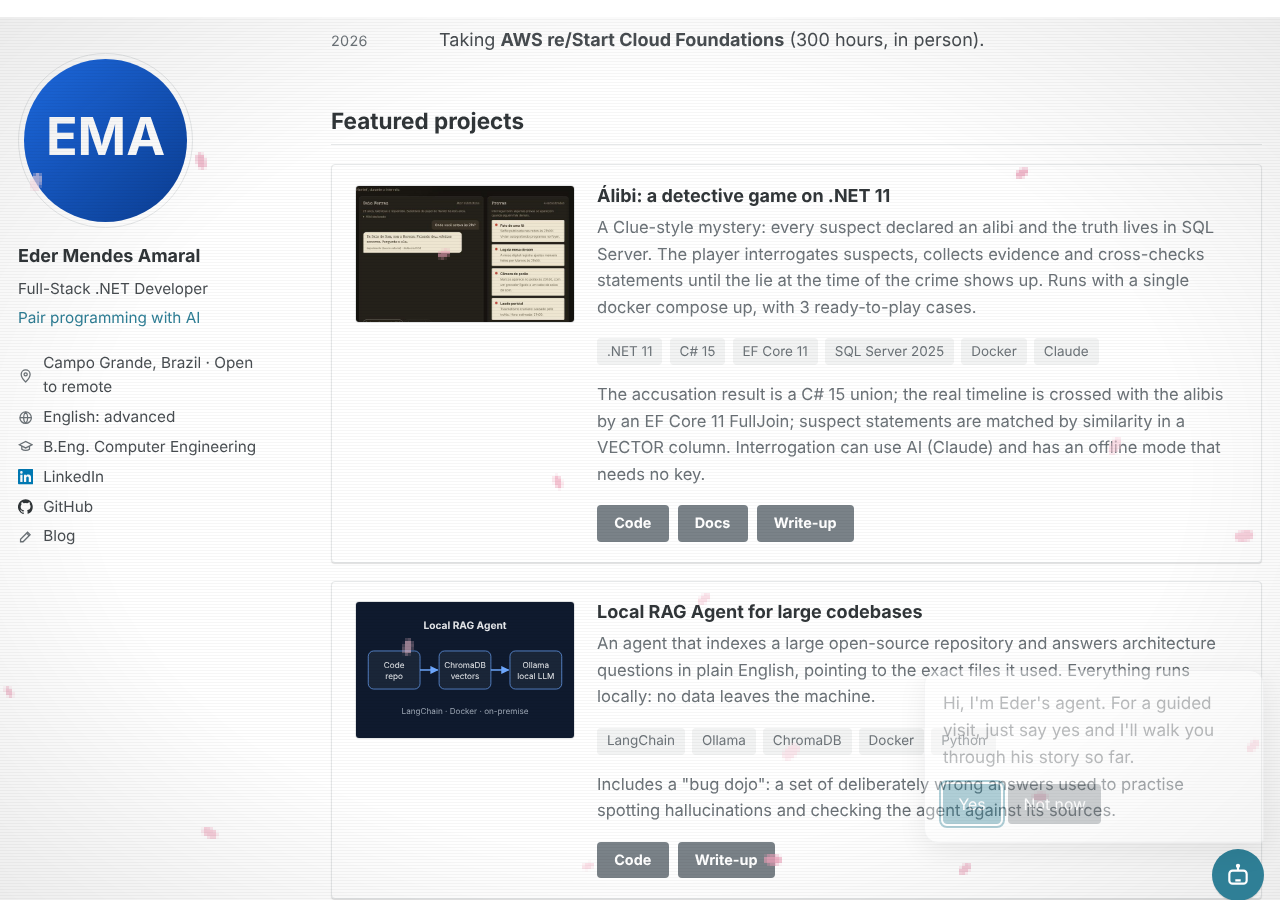 2026 Taking AWS re/Start Cloud Foundations (300 hours, in person).
EMA
Eder Mendes Amaral
Full-Stack .NET Developer
Pair programming with AI
Campo Grande, Brazil · Open
to remote
English: advanced
B.Eng. Computer Engineering
LinkedIn
GitHub
Blog
Featured projects
Álibi: a detective game on .NET 11
A Clue-style mystery: every suspect declared an alibi and the truth lives in SQL
Server. The player interrogates suspects, collects evidence and cross-checks
statements until the lie at the time of the crime shows up. Runs with a single
docker compose up, with 3 ready-to-play cases.
.NET 11 C# 15 EF Core 11 SQL Server 2025 Docker Claude
The accusation result is a C# 15 union; the real timeline is crossed with the alibis
by an EF Core 11 FullJoin; suspect statements are matched by similarity in a
VECTOR column. Interrogation can use AI (Claude) and has an offline mode that
needs no key.
Code Docs Write-up
Local RAG Agent
Code
repo
ChromaDB
vectors
Ollama
local LLM
LangChain · Docker · on-premise
Local RAG Agent for large codebases
An agent that indexes a large open-source repository and answers architecture
questions in plain English, pointing to the exact files it used. Everything runs
locally: no data leaves the machine.
LangChain Ollama ChromaDB Docker Python
Includes a "bug dojo": a set of deliberately wrong answers used to practise
spotting hallucinations and checking the agent against its sources.
Code Write-up
Hi, I'm Eder's agent. For a guided
visit, just say yes and I'll walk you
through his story so far.
Yes Not now